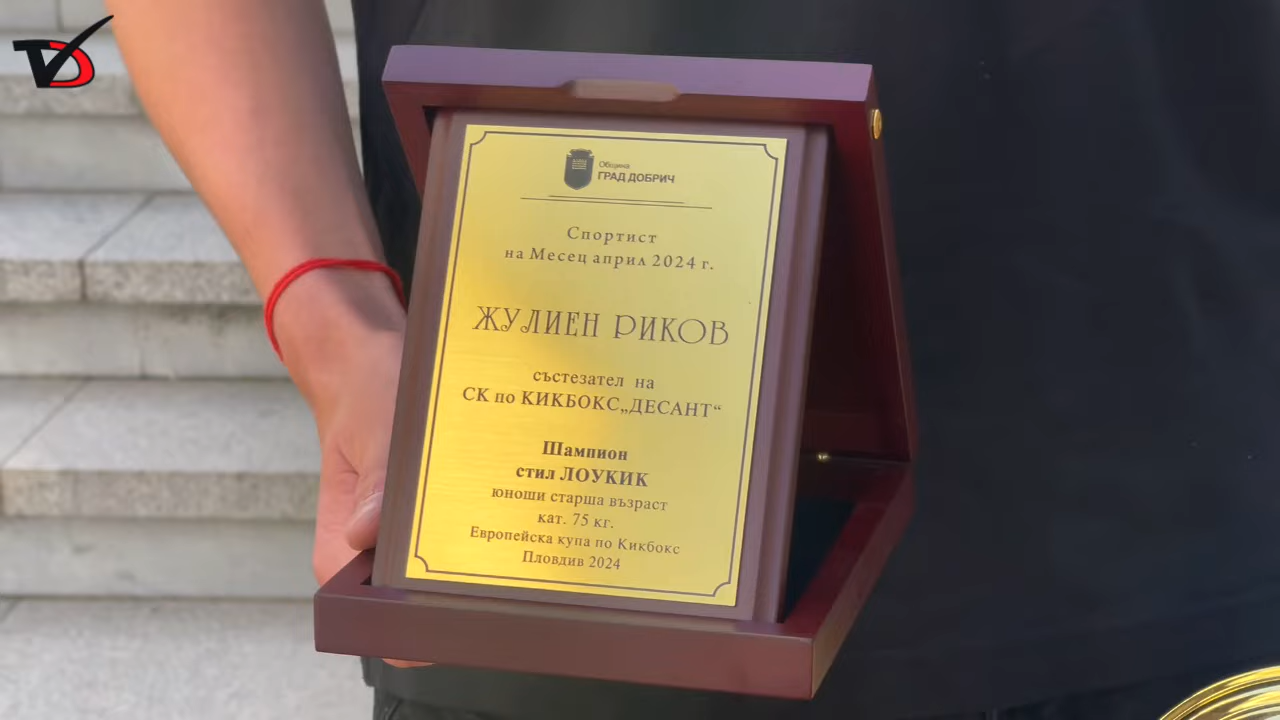 VD
Община
ГРАД ДОБРИЧ
Спортист
на Месец април 2024 г.
ЖУЛИЕН РИКОВ
състезател на
СК по КИКБОКС„ДЕСАНТ“
Шампион
стил ЛОУКИК
юноши старша възраст
кат. 75 кг.
Европейска купа по Кикбокс
Пловдив 2024